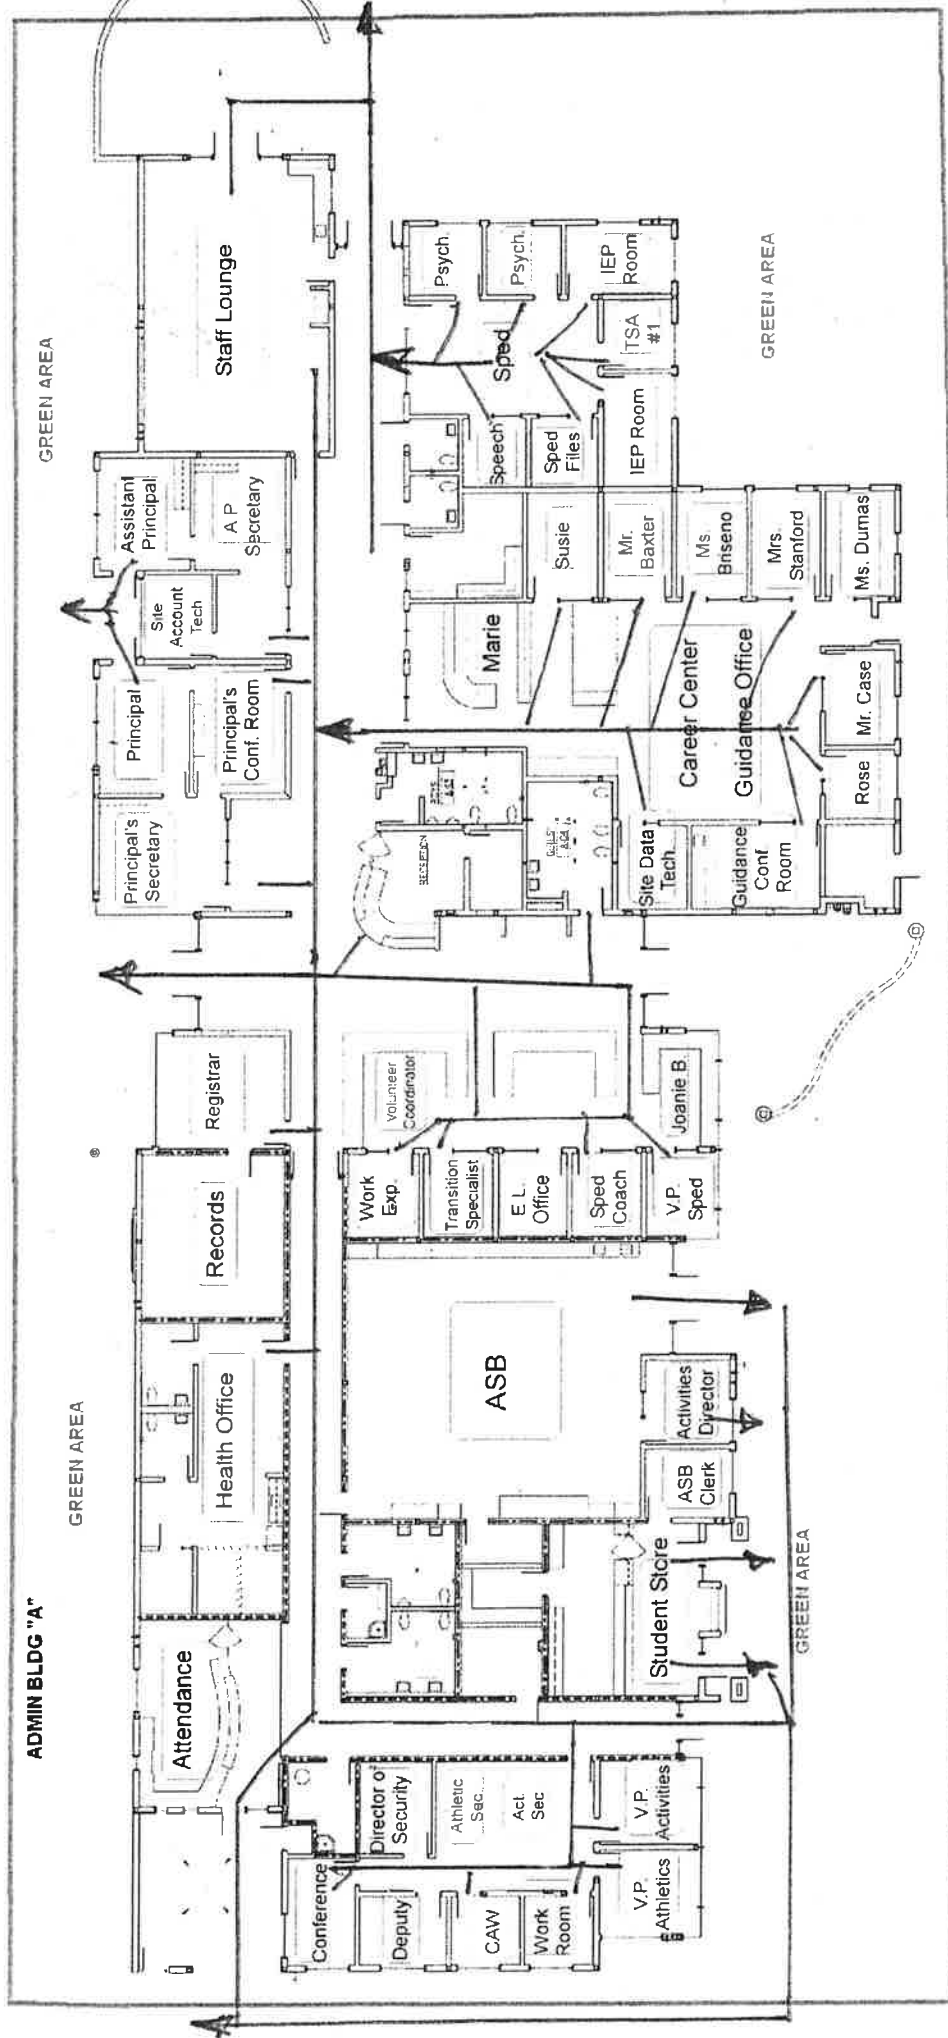 ADMIN BLDG "A"
GREEN AREA
GREEN AREA
Attendance
Health Office
Records
Registrar
Principal's
Secretary
Principal
Principal's
Conf. Room
Site
Account
Tech
Assistant
Principal
A P
Secretary
Staff Lounge
Conference
Director of
Security
Deputy
Athletic
Sec.
Act.
Sec
CAW
Work
Room
V.P.
Athletics
V.P.
Activities
Student Store
ASB
Clerk
Activities
Director
ASB
Work
Exp.
Transition
Specialist
E.L.
Office
Sped
Coach
V.P.
Sped
Volunteer
Coordinator
Joanie B.
RECEPTION
BOYS
GIRLS
Site Data
Tech
Guidance
Conf
Room
Career Center
Guidance Office
Rose
Mr. Case
Marie
Susie
Mr.
Baxter
Ms.
Briseno
Mrs.
Stanford
Ms. Dumas
Speech
Sped
Files
IEP Room
Sped
TSA
#1
Psych.
Psych.
IEP
Room
GREEN AREA
GREEN AREA